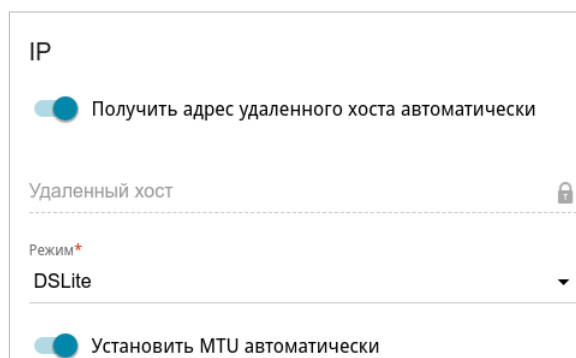 IP
Получить адрес удаленного хоста автоматически
Удаленный хост
Режим*
DSLite
Установить MTU автоматически